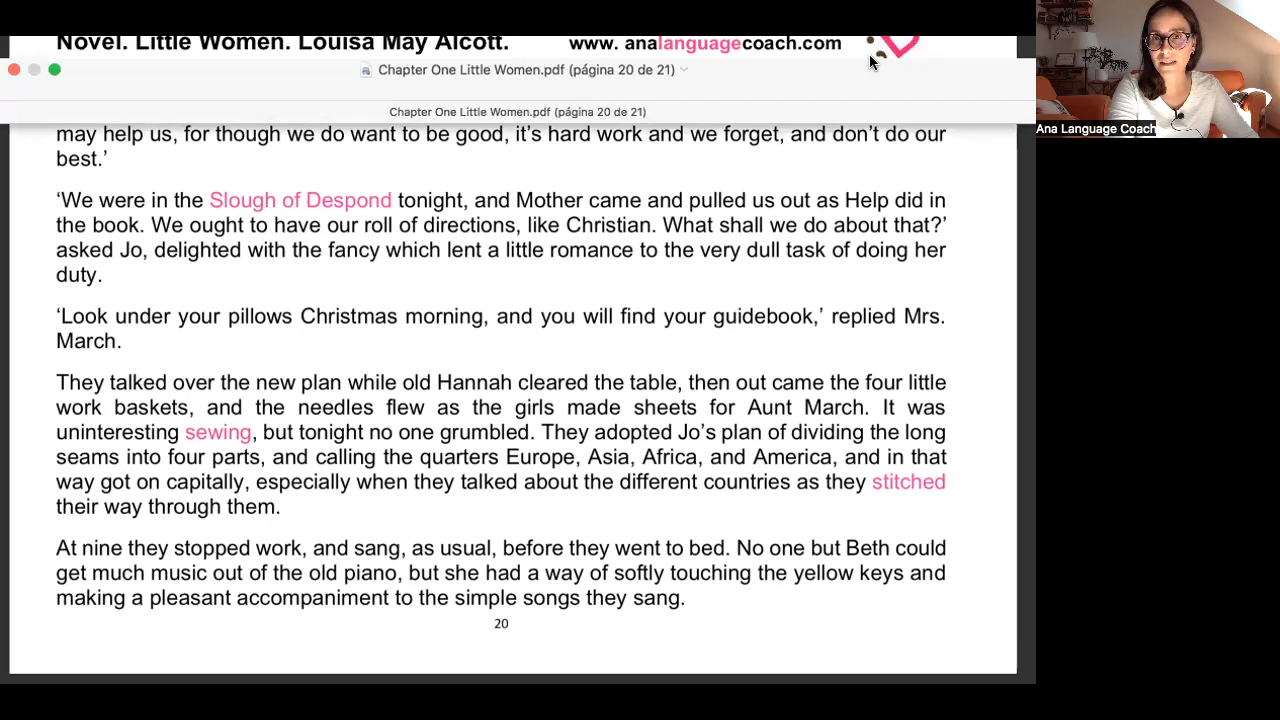 Novel. Little Women. Louisa May Alcott.
www. analanguagecoach.com
Chapter One Little Women.pdf (página 20 de 21)
Chapter One Little Women.pdf (página 20 de 21)
Ana Language Coach
may help us, for though we do want to be good, it’s hard work and we forget, and don’t do our
best.’
‘We were in the Slough of Despond tonight, and Mother came and pulled us out as Help did in
the book. We ought to have our roll of directions, like Christian. What shall we do about that?’
asked Jo, delighted with the fancy which lent a little romance to the very dull task of doing her
duty.
‘Look under your pillows Christmas morning, and you will find your guidebook,’ replied Mrs.
March.
They talked over the new plan while old Hannah cleared the table, then out came the four little
work baskets, and the needles flew as the girls made sheets for Aunt March. It was
uninteresting sewing, but tonight no one grumbled. They adopted Jo’s plan of dividing the long
seams into four parts, and calling the quarters Europe, Asia, Africa, and America, and in that
way got on capitally, especially when they talked about the different countries as they stitched
their way through them.
At nine they stopped work, and sang, as usual, before they went to bed. No one but Beth could
get much music out of the old piano, but she had a way of softly touching the yellow keys and
making a pleasant accompaniment to the simple songs they sang.
20